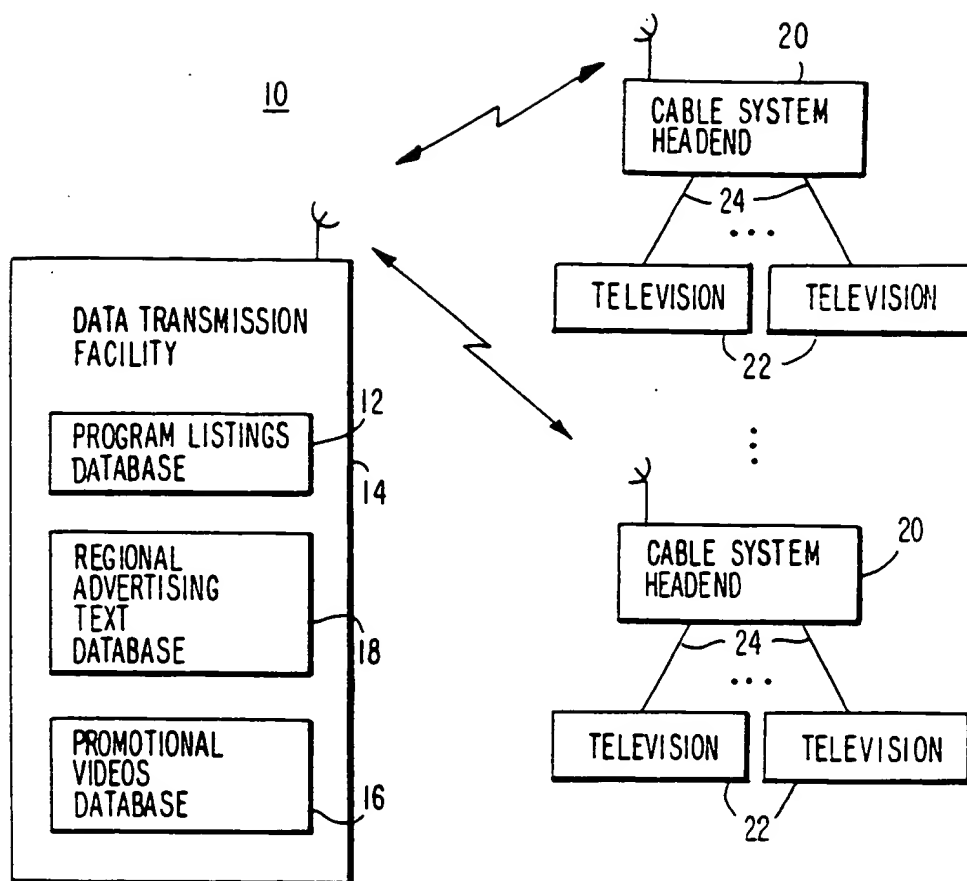 10
20
CABLE SYSTEM
HEADEND
24
TELEVISION
TELEVISION
22
DATA TRANSMISSION
FACILITY
12
PROGRAM LISTINGS
DATABASE
14
REGIONAL
ADVERTISING
TEXT
DATABASE
18
PROMOTIONAL
VIDEOS
DATABASE
16
20
CABLE SYSTEM
HEADEND
24
TELEVISION
TELEVISION
22